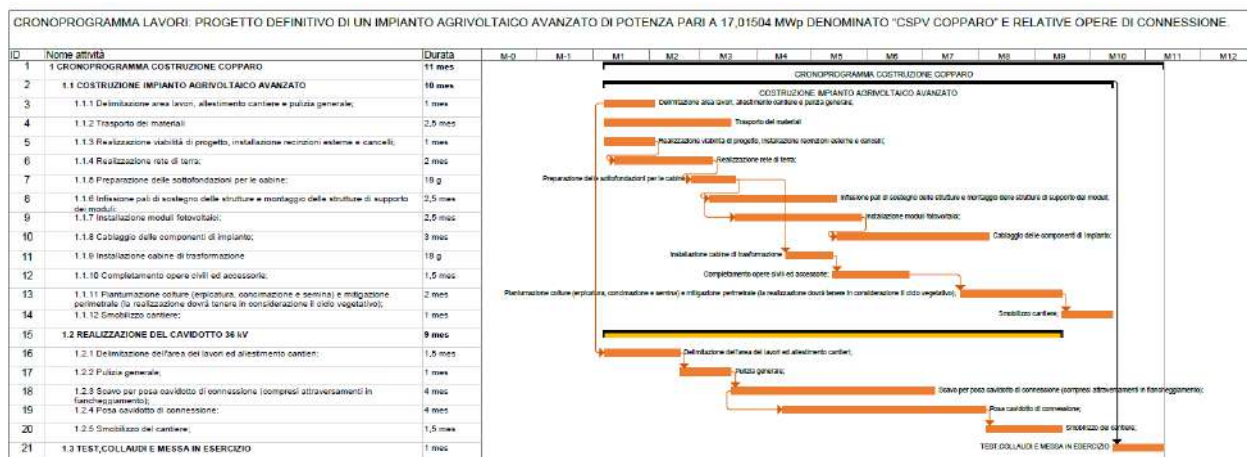 CRONOPROGRAMMA LAVORI: PROGETTO DEFINITIVO DI UN IMPIANTO AGRIVOLTAICO AVANZATO DI POTENZA PARI A 17,01504 MWp DENOMINATO "CSPV COPPARO" E RELATIVE OPERE DI CONNESSIONE.
ID Nome attività Durata M-0 M-1 M1 M2 M3 M4 M5 M6 M7 M8 M9 M10 M11 M12
1 1 CRONOPROGRAMMA COSTRUZIONE COPPARO 11 mes
CRONOPROGRAMMA COSTRUZIONE COPPARO
2 1.1 COSTRUZIONE IMPIANTO AGRIVOLTAICO AVANZATO 10 mes
COSTRUZIONE IMPIANTO AGRIVOLTAICO AVANZATO
3 1.1.1 Delimitazione area lavori, allestimento cantiere e pulizia generale; 1 mes Delimitazione area lavori, allestimento cantiere e pulizia generale;
4 1.1.2 Trasporto dei materiali 2,5 mes Trasporto dei materiali
5 1.1.3 Realizzazione viabilità di progetto, installazione recinzioni esterne e cancelli; 1 mes Realizzazione viabilità di progetto, installazione recinzioni esterne e cancelli;
6 1.1.4 Realizzazione rete di terra; 2 mes Realizzazione rete di terra;
7 1.1.5 Preparazione delle sottofondazioni per le cabine; 18 g Preparazione delle sottofondazioni per le cabine
8 1.1.6 Infissione pali di sostegno delle strutture e montaggio delle strutture di supporto dei moduli; 2,5 mes Infissione pali di sostegno delle strutture e montaggio delle strutture di supporto dei moduli;
9 1.1.7 Installazione moduli fotovoltaici; 2,5 mes Installazione moduli fotovoltaici;
10 1.1.8 Cablaggio delle componenti di impianto; 3 mes Cablaggio delle componenti di impianto;
11 1.1.9 Installazione cabine di trasformazione 18 g Installazione cabine di trasformazione
12 1.1.10 Completamento opere civili ed accessorie; 1,5 mes Completamento opere civili ed accessorie;
13 1.1.11 Piantumazione colture (erpicatura, concimazione e semina) e mitigazione perimetrale (la realizzazione dovrà tenere in considerazione il ciclo vegetativo); 2 mes Piantumazione colture (erpicatura, concimazione e semina) e mitigazione perimetrale (la realizzazione dovrà tenere in considerazione il ciclo vegetativo);
14 1.1.12 Smobilizzo cantiere; 1 mes Smobilizzo cantiere;
15 1.2 REALIZZAZIONE DEL CAVIDOTTO 36 kV 9 mes
16 1.2.1 Delimitazione dell'area dei lavori ed allestimento cantieri; 1,5 mes Delimitazione dell'area dei lavori ed allestimento cantieri;
17 1.2.2 Pulizia generale; 1 mes Pulizia generale;
18 1.2.3 Scavo per posa cavidotto di connessione (compresi attraversamenti in fiancheggiamento); 4 mes Scavo per posa cavidotto di connessione (compresi attraversamenti in fiancheggiamento);
19 1.2.4 Posa cavidotto di connessione; 4 mes Posa cavidotto di connessione;
20 1.2.5 Smobilizzo del cantiere; 1,5 mes Smobilizzo del cantiere;
21 1.3 TEST,COLLAUDI E MESSA IN ESERCIZIO 1 mes TEST,COLLAUDI E MESSA IN ESERCIZIO